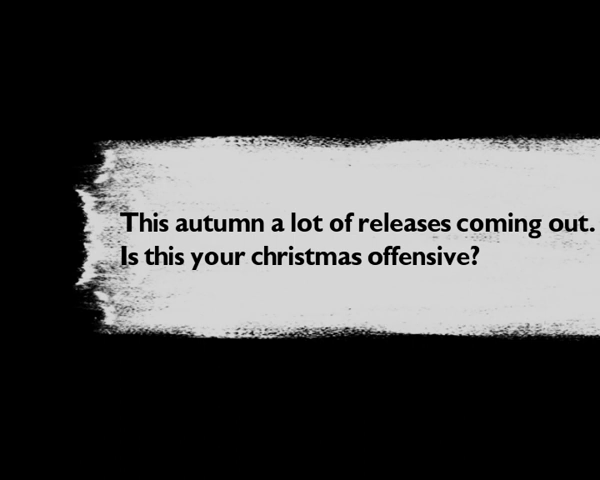 This autumn a lot of releases coming out.
Is this your christmas offensive?